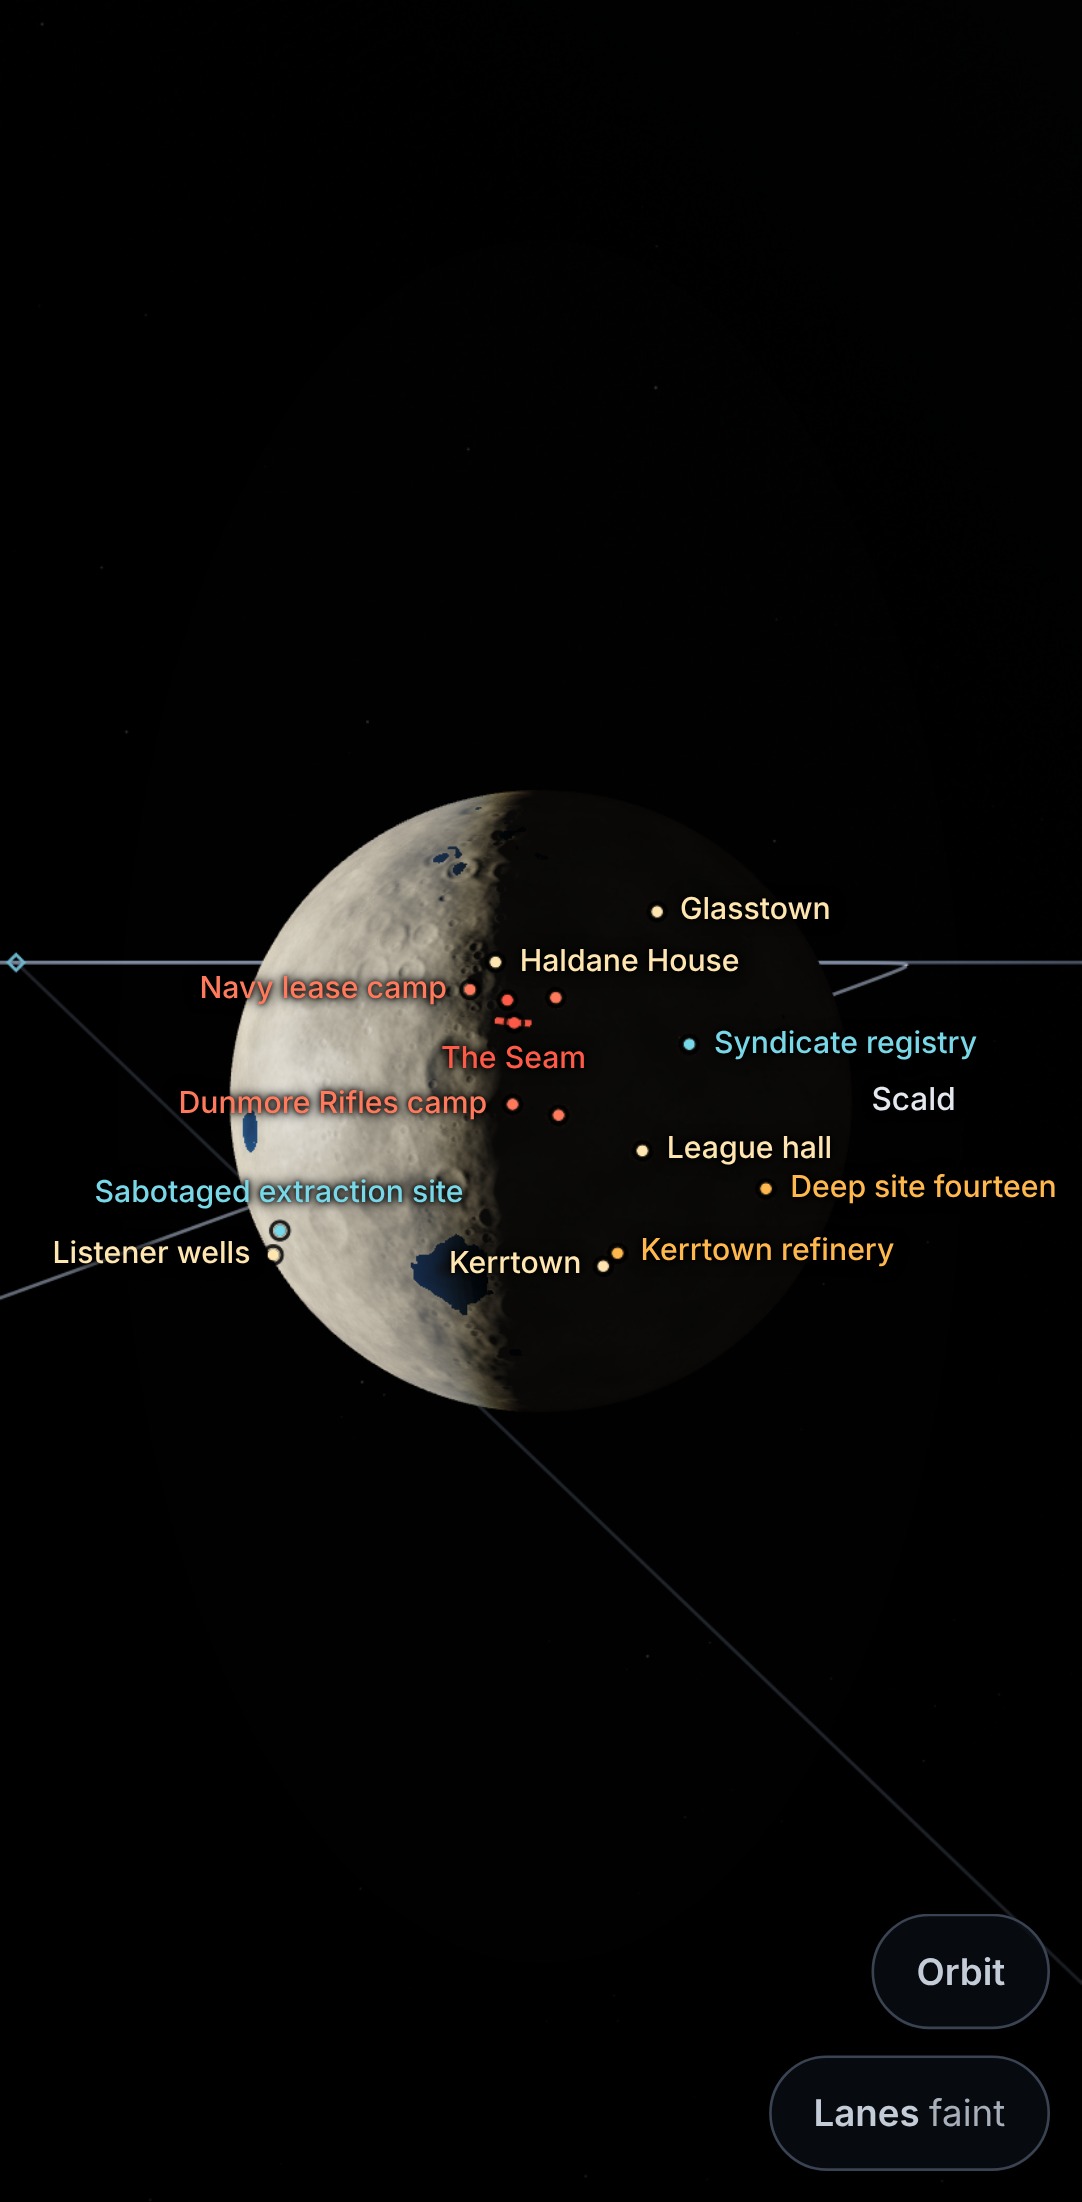 Glasstown
Haldane House
Navy lease camp
Syndicate registry
The Seam
Scald
Dunmore Rifles camp
League hall
Deep site fourteen
Sabotaged extraction site
Kerrtown refinery
Listener wells
Kerrtown
Orbit
Lanes faint